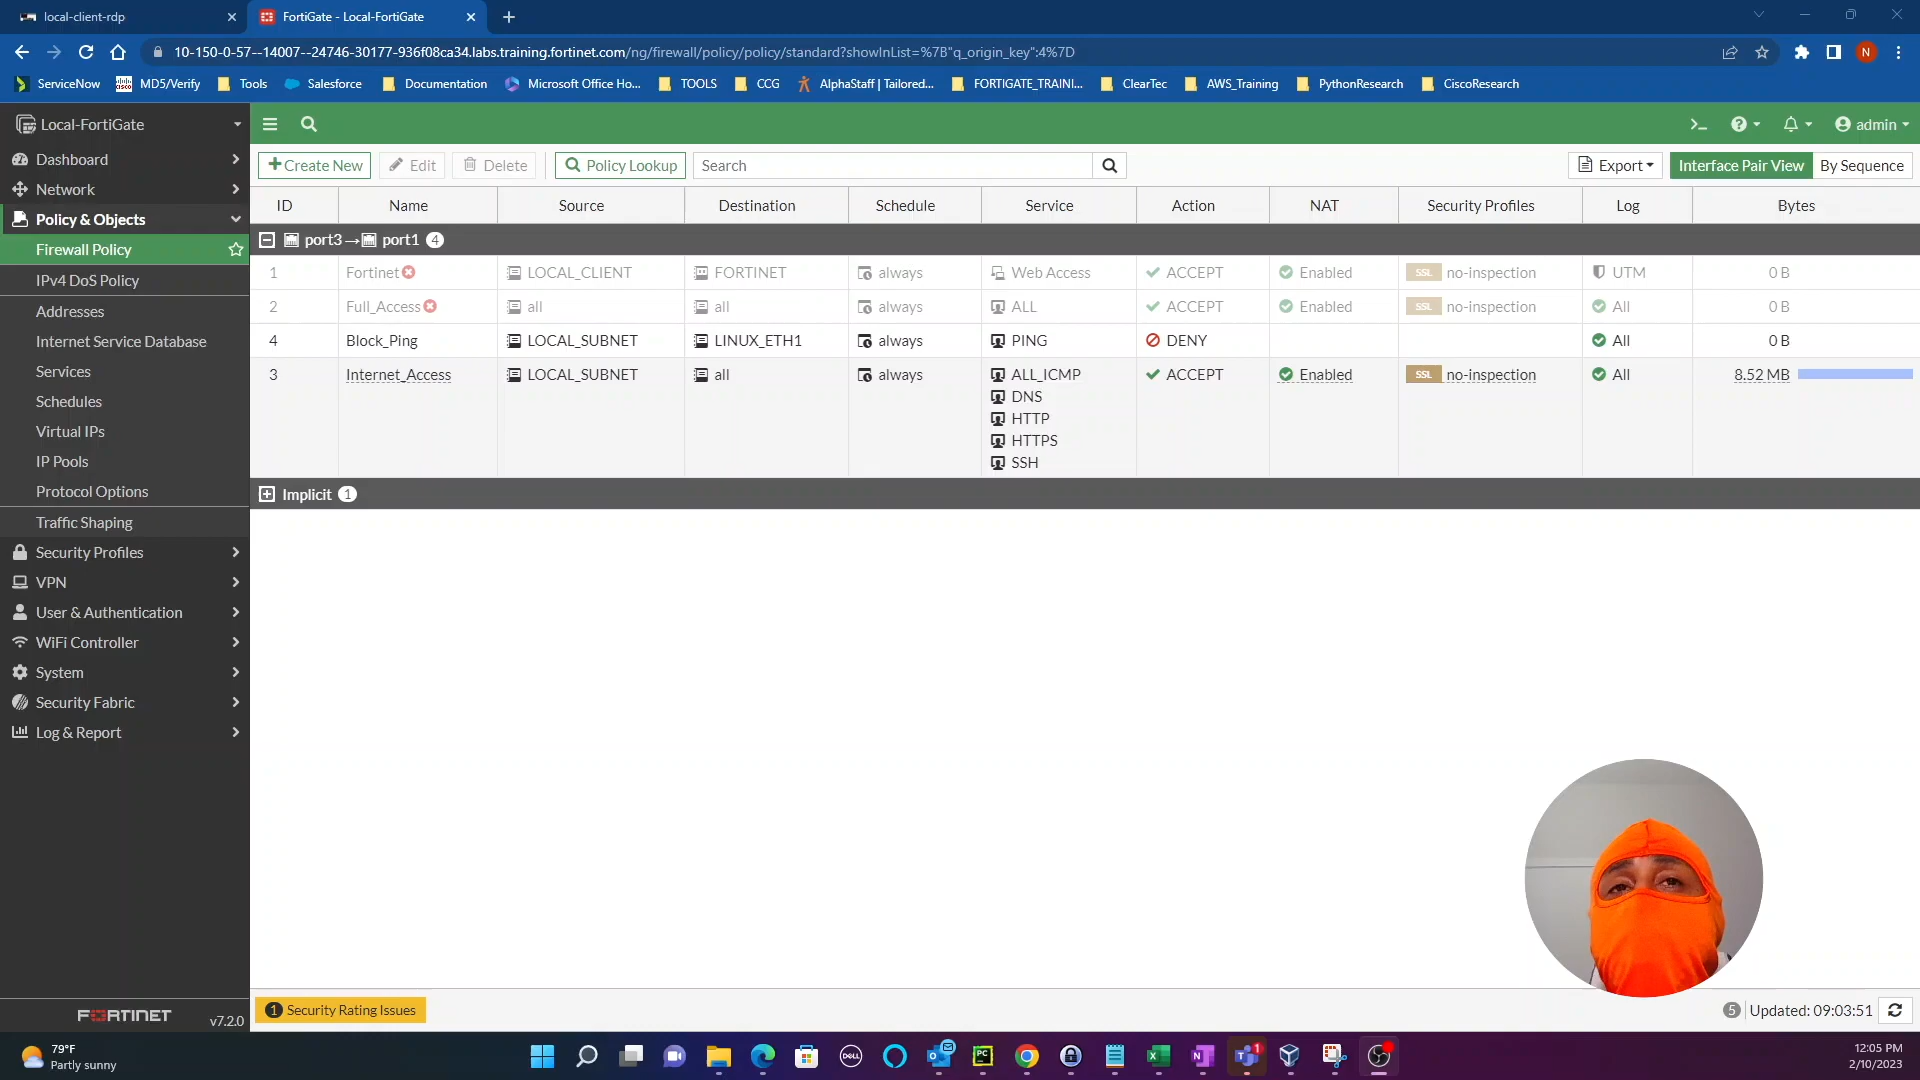 local-client-rdp
FortiGate - Local-FortiGate
10-150-0-57--14007--24746-30177-936f08ca34.labs.training.fortinet.com/ng/firewall/policy/policy/standard?showInList=%7B"q_origin_key":4%7D
N
ServiceNow
MD5/Verify
Tools
Salesforce
Documentation
Microsoft Office Ho...
TOOLS
CCG
AlphaStaff | Tailored...
FORTIGATE_TRAINI...
ClearTec
AWS_Training
PythonResearch
CiscoResearch
Local-FortiGate
admin
Dashboard
Network
Policy & Objects
Firewall Policy
IPv4 DoS Policy
Addresses
Internet Service Database
Services
Schedules
Virtual IPs
IP Pools
Protocol Options
Traffic Shaping
Security Profiles
VPN
User & Authentication
WiFi Controller
System
Security Fabric
Log & Report
FORTINET
v7.2.0
Create New
Edit
Delete
Policy Lookup
Search
Export
Interface Pair View
By Sequence
ID Name Source Destination Schedule Service Action NAT Security Profiles Log Bytes
port3 → port1 4
1 Fortinet LOCAL_CLIENT FORTINET always Web Access ACCEPT Enabled SSL no-inspection UTM 0 B
2 Full_Access all all always ALL ACCEPT Enabled SSL no-inspection All 0 B
4 Block_Ping LOCAL_SUBNET LINUX_ETH1 always PING DENY All 0 B
3 Internet_Access LOCAL_SUBNET all always ALL_ICMP ACCEPT Enabled SSL no-inspection All 8.52 MB
DNS
HTTP
HTTPS
SSH
Implicit 1
1 Security Rating Issues
5 Updated: 09:03:51
79°F
Partly sunny
DELL
PC
1
12:05 PM
2/10/2023